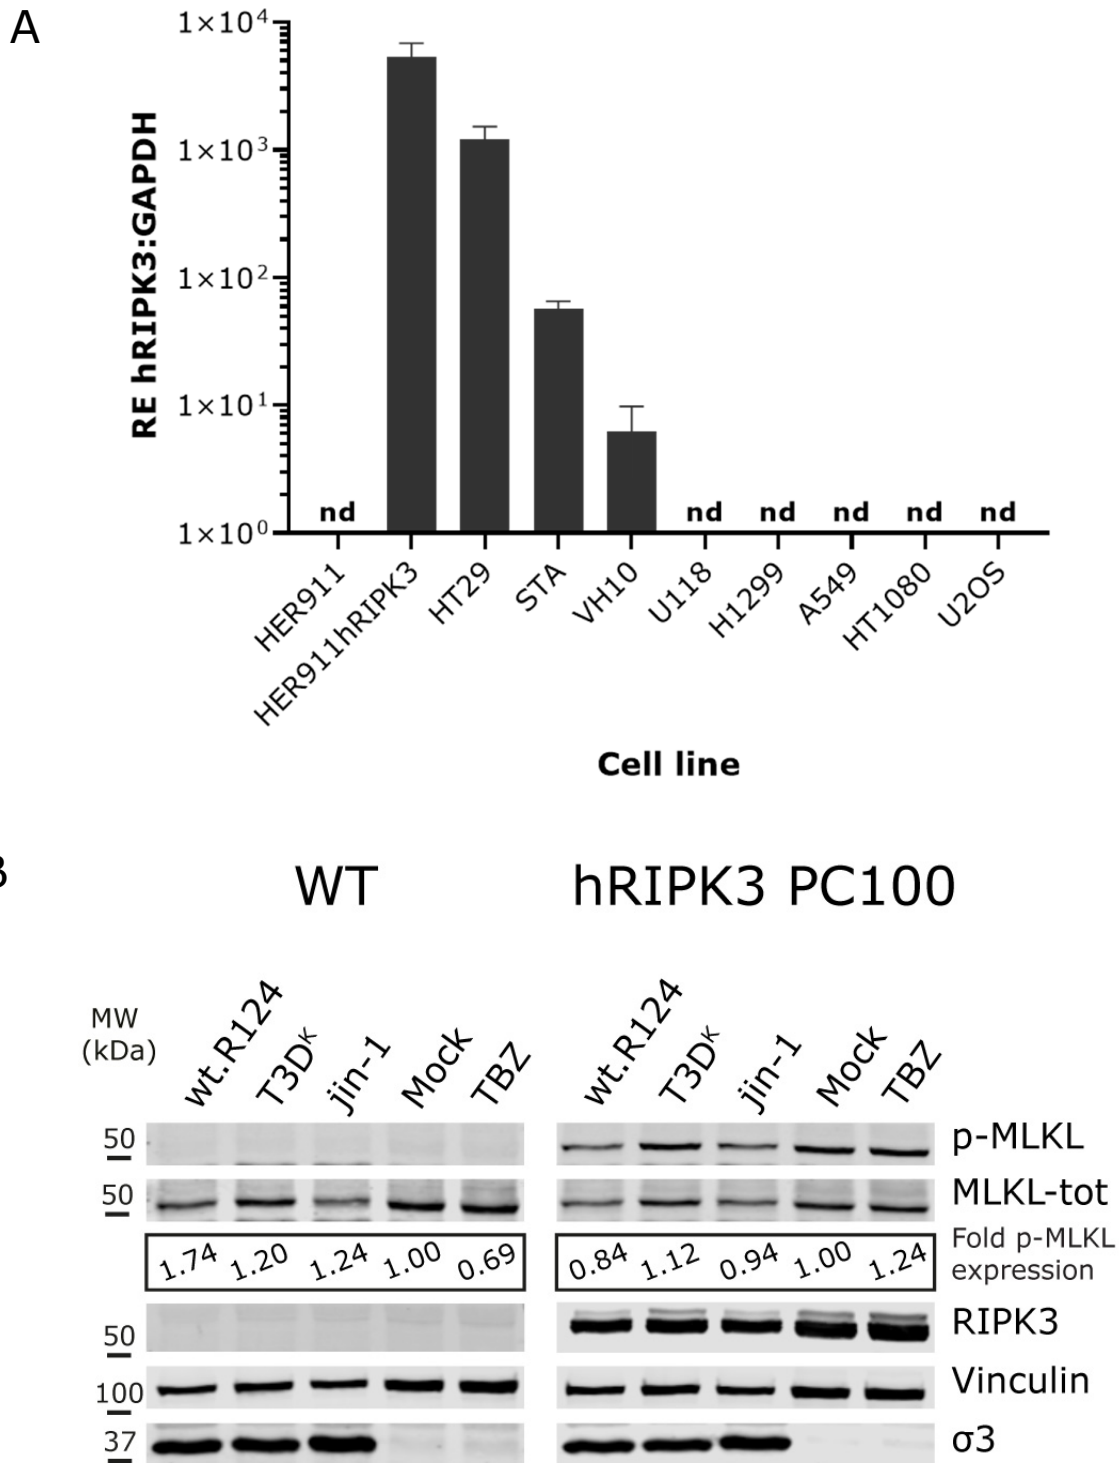 A
RE hRIPK3:GAPDH
1×10⁴
1×10³
1×10²
1×10¹
1×10⁰
nd nd nd nd nd nd
HER911 HER911hRIPK3 HT29 STA VH10 U118 H1299 A549 HT1080 U2OS
Cell line
WT hRIPK3 PC100
MW
(kDa)
wt.R124 T3Dᴷ jin-1 Mock TBZ wt.R124 T3Dᴷ jin-1 Mock TBZ
50 p-MLKL
50 MLKL-tot
1.74 1.20 1.24 1.00 0.69 0.84 1.12 0.94 1.00 1.24 Fold p-MLKL
expression
50 RIPK3
100 Vinculin
37 σ3